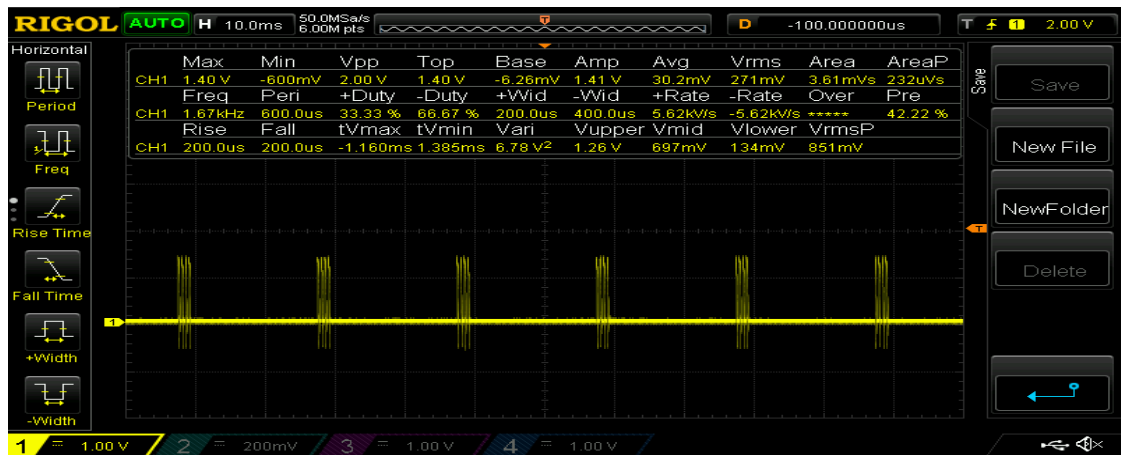 RIGOL AUTO H 10.0ms 50.0MSa/s 6.00M pts D -100.000000us T 1 2.00 V
Horizontal
Period
Freq
Rise Time
Fall Time
+Width
-Width
Max Min Vpp Top Base Amp Avg Vrms Area AreaP
CH1 1.40 V -600mV 2.00 V 1.40 V -6.26mV 1.41 V 30.2mV 271mV 3.61mVs 232uVs
Freq Peri +Duty -Duty +Wid -Wid +Rate -Rate Over Pre
CH1 1.67kHz 600.0us 33.33 % 66.67 % 200.0us 400.0us 5.62kV/s -5.62kV/s ***** 42.22 %
Rise Fall tVmax tVmin Vari Vupper Vmid Vlower VrmsP
CH1 200.0us 200.0us -1.160ms 1.385ms 6.78 V² 1.26 V 697mV 134mV 851mV
T
1
Save
Save
New File
NewFolder
Delete
1 = 1.00 V 2 = 200mV 3 = 1.00 V 4 = 1.00 V